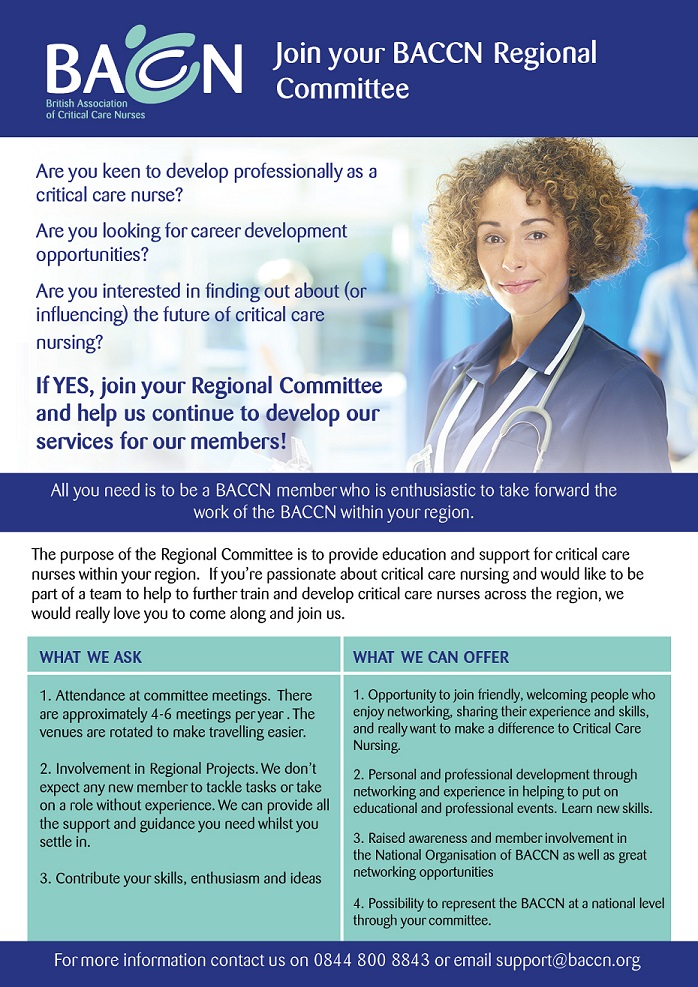 BACCN
British Association
of Critical Care Nurses
Join your BACCN Regional
Committee
Are you keen to develop professionally as a
critical care nurse?
Are you looking for career development
opportunities?
Are you interested in finding out about (or
influencing) the future of critical care
nursing?
If YES, join your Regional Committee
and help us continue to develop our
services for our members!
All you need is to be a BACCN member who is enthusiastic to take forward the
work of the BACCN within your region.
The purpose of the Regional Committee is to provide education and support for critical care
nurses within your region. If you're passionate about critical care nursing and would like to be
part of a team to help to further train and develop critical care nurses across the region, we
would really love you to come along and join us.
WHAT WE ASK
1. Attendance at committee meetings. There
are approximately 4-6 meetings per year . The
venues are rotated to make travelling easier.
2. Involvement in Regional Projects. We don't
expect any new member to tackle tasks or take
on a role without experience. We can provide all
the support and guidance you need whilst you
settle in.
3. Contribute your skills, enthusiasm and ideas
WHAT WE CAN OFFER
1. Opportunity to join friendly, welcoming people who
enjoy networking, sharing their experience and skills,
and really want to make a difference to Critical Care
Nursing.
2. Personal and professional development through
networking and experience in helping to put on
educational and professional events. Learn new skills.
3. Raised awareness and member involvement in
the National Organisation of BACCN as well as great
networking opportunities
4. Possibility to represent the BACCN at a national level
through your committee.
For more information contact us on 0844 800 8843 or email support@baccn.org